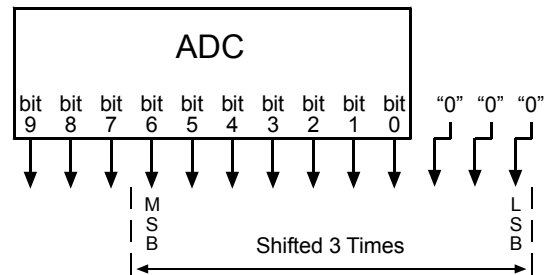 ADC
bit bit bit bit bit bit bit bit bit bit “0” “0” “0”
9 8 7 6 5 4 3 2 1 0
MSB LSB
Shifted 3 Times